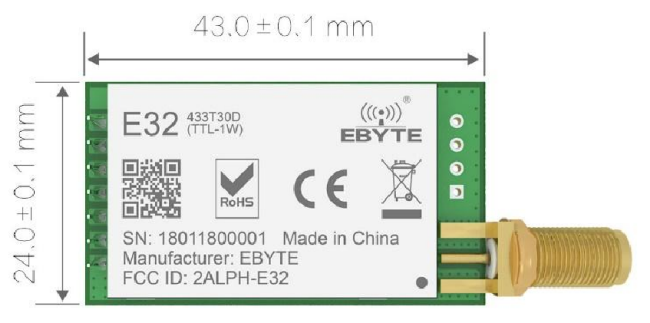 43.0 ± 0.1 mm
24.0 ± 0.1 mm
E32 433T30D
(TTL-1W)
EBYTE ®
RoHS
CE
SN: 18011800001 Made in China
Manufacturer: EBYTE
FCC ID: 2ALPH-E32